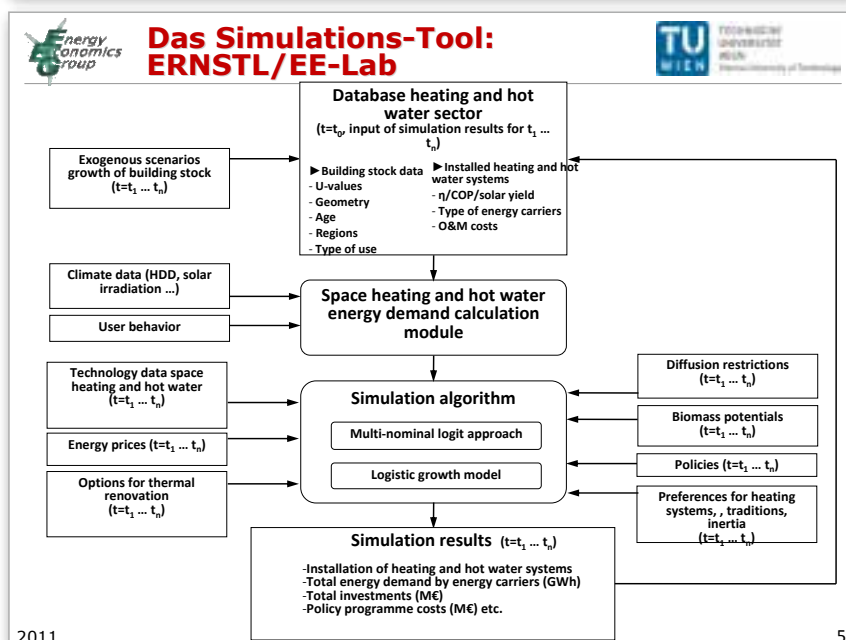 Energy
Economics
Group
Das Simulations-Tool:
ERNSTL/EE-Lab
TU
WIEN
TECHNISCHE
UNIVERSITÄT
WIEN
Vienna University of Technology
Database heating and hot
water sector
(t=t0, input of simulation results for t1 ...
tn)
►Building stock data
- U-values
- Geometry
- Age
- Regions
- Type of use
►Installed heating and hot
water systems
- η/COP/solar yield
- Type of energy carriers
- O&M costs
Exogenous scenarios
growth of building stock
(t=t1 ... tn)
Climate data (HDD, solar
irradiation ...)
User behavior
Space heating and hot water
energy demand calculation
module
Technology data space
heating and hot water
(t=t1 ... tn)
Energy prices (t=t1 ... tn)
Options for thermal
renovation
(t=t1 ... tn)
Simulation algorithm
Multi-nominal logit approach
Logistic growth model
Diffusion restrictions
(t=t1 ... tn)
Biomass potentials
(t=t1 ... tn)
Policies (t=t1 ... tn)
Preferences for heating
systems, , traditions,
inertia
(t=t1 ... tn)
Simulation results (t=t1 ... tn)
-Installation of heating and hot water systems
-Total energy demand by energy carriers (GWh)
-Total investments (M€)
-Policy programme costs (M€) etc.
2011
5